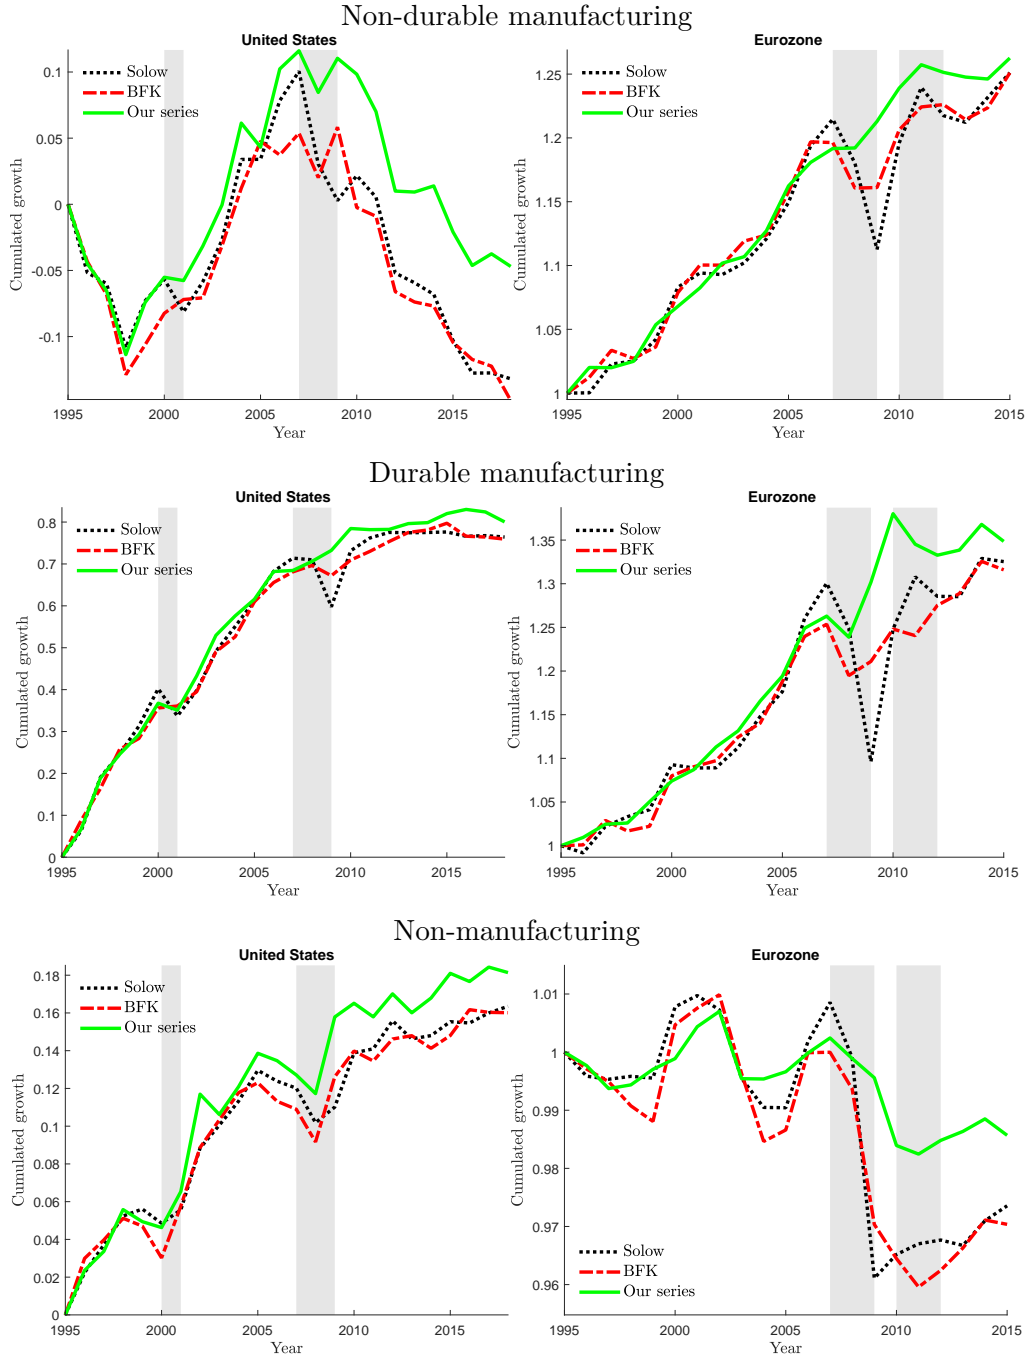 Non-durable manufacturing
United States
Eurozone
Cumulated growth
0.1
0.05
0
-0.05
-0.1
Solow
BFK
Our series
1995
2000
2005
2010
2015
Year
Cumulated growth
1.25
1.2
1.15
1.1
1.05
1
Solow
BFK
Our series
1995
2000
2005
2010
2015
Year
Durable manufacturing
United States
Eurozone
Cumulated growth
0.8
0.7
0.6
0.5
0.4
0.3
0.2
0.1
0
Solow
BFK
Our series
1995
2000
2005
2010
2015
Year
Cumulated growth
1.35
1.3
1.25
1.2
1.15
1.1
1.05
1
Solow
BFK
Our series
1995
2000
2005
2010
2015
Year
Non-manufacturing
United States
Eurozone
Cumulated growth
0.18
0.16
0.14
0.12
0.1
0.08
0.06
0.04
0.02
0
Solow
BFK
Our series
1995
2000
2005
2010
2015
Year
Cumulated growth
1.01
1
0.99
0.98
0.97
0.96
Solow
BFK
Our series
1995
2000
2005
2010
2015
Year